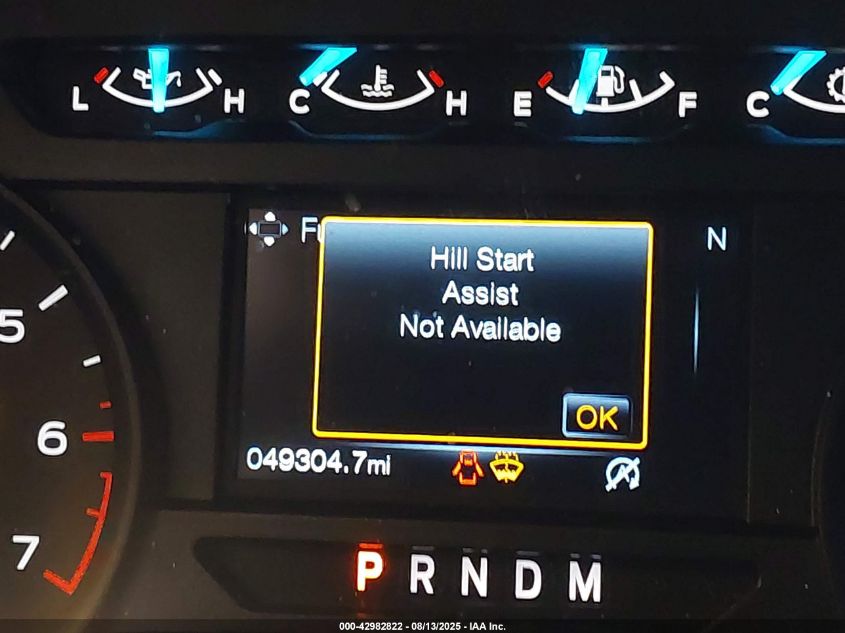 L H C H E F C
F
N
Hill Start
Assist
Not Available
OK
5
6
7
049304.7mi
P R N D M
000-42982822 - 08/13/2025 - IAA Inc.